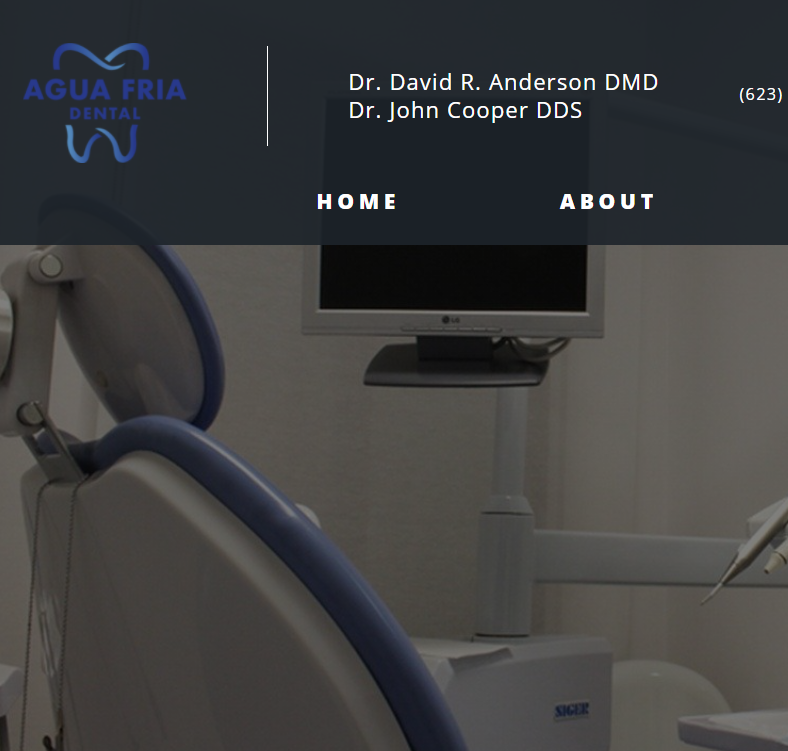 AGUA FRIA
DENTAL
Dr. David R. Anderson DMD
Dr. John Cooper DDS
(623)
HOME
ABOUT
LG
SIGER